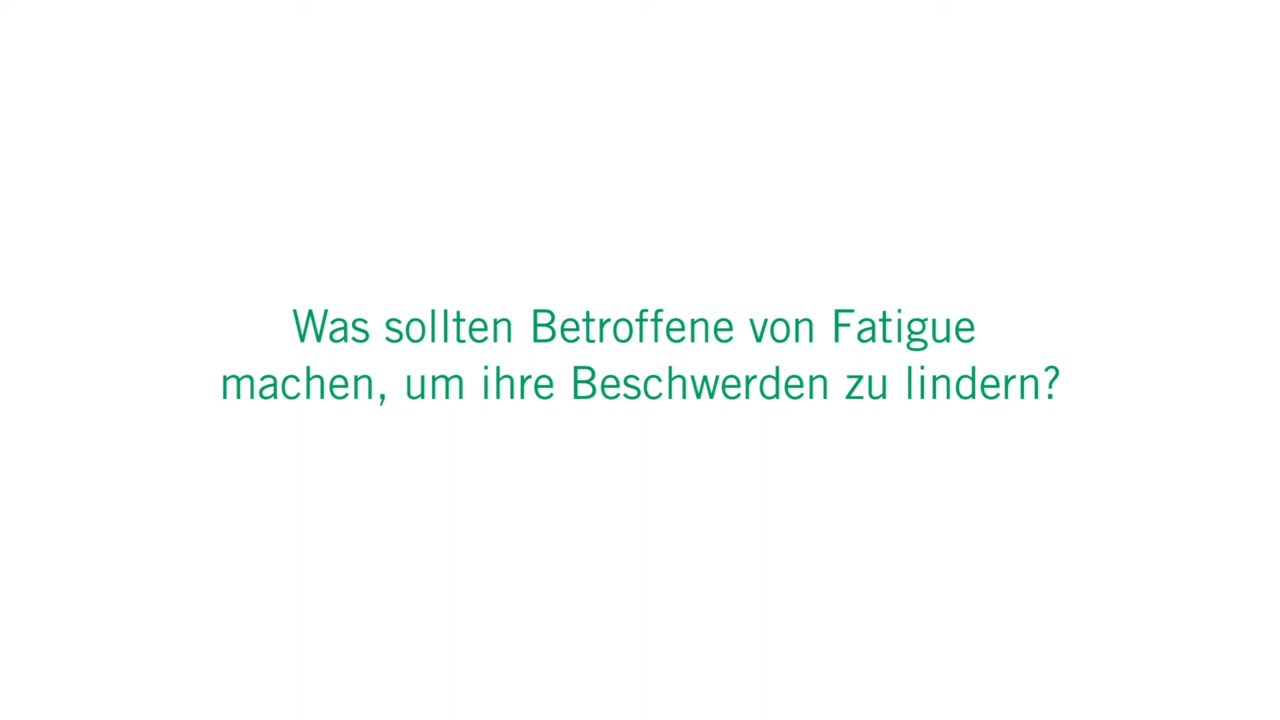 Was sollten Betroffene von Fatigue
machen, um ihre Beschwerden zu lindern?